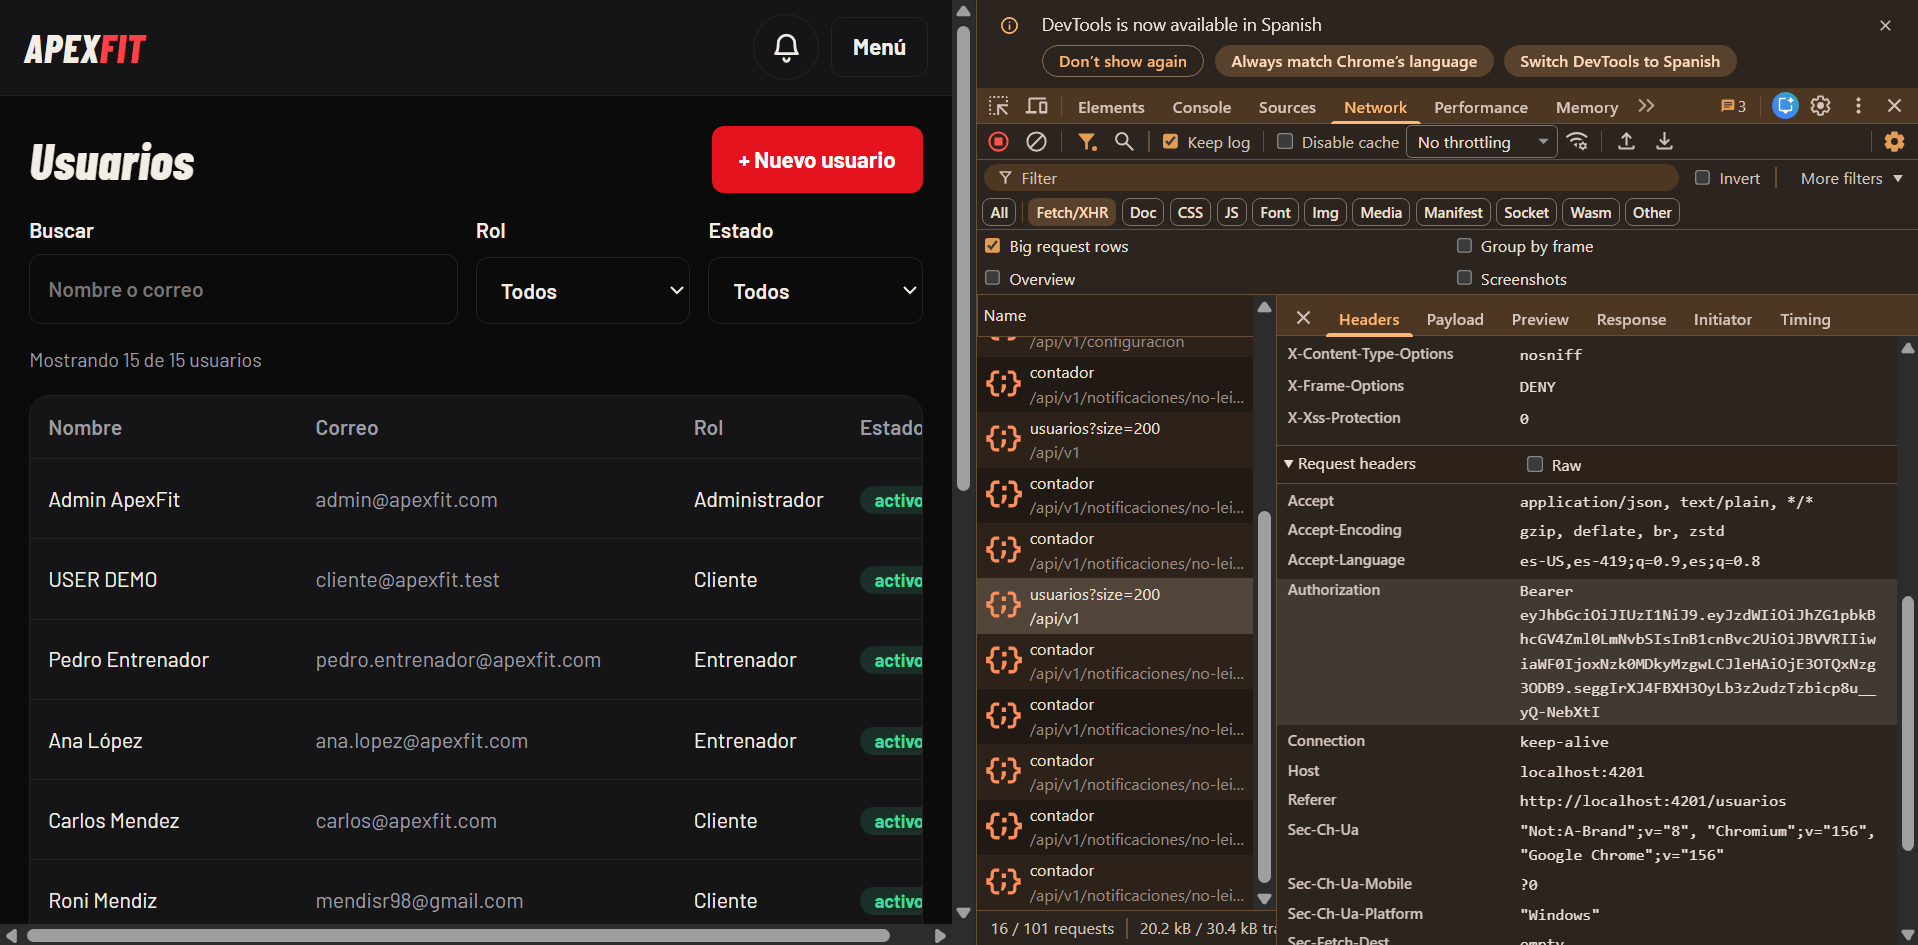 APEXFIT
Menú
Usuarios
+ Nuevo usuario
Buscar
Rol
Estado
Nombre o correo
Todos
Todos
Mostrando 15 de 15 usuarios
Nombre Correo Rol Estado
Admin ApexFit admin@apexfit.com Administrador activo
USER DEMO cliente@apexfit.test Cliente activo
Pedro Entrenador pedro.entrenador@apexfit.com Entrenador activo
Ana López ana.lopez@apexfit.com Entrenador activo
Carlos Mendez carlos@apexfit.com Cliente activo
Roni Mendiz mendisr98@gmail.com Cliente activo
DevTools is now available in Spanish
Don't show again Always match Chrome's language Switch DevTools to Spanish
Elements Console Sources Network Performance Memory 3
Keep log Disable cache No throttling
Filter Invert More filters
All Fetch/XHR Doc CSS JS Font Img Media Manifest Socket Wasm Other
Big request rows Group by frame
Overview Screenshots
Name
/api/v1/configuracion
contador
/api/v1/notificaciones/no-lei...
usuarios?size=200
/api/v1
contador
/api/v1/notificaciones/no-lei...
contador
/api/v1/notificaciones/no-lei...
usuarios?size=200
/api/v1
contador
/api/v1/notificaciones/no-lei...
contador
/api/v1/notificaciones/no-lei...
contador
/api/v1/notificaciones/no-lei...
contador
/api/v1/notificaciones/no-lei...
contador
/api/v1/notificaciones/no-lei...
16 / 101 requests 20.2 kB / 30.4 kB tra
Headers Payload Preview Response Initiator Timing
X-Content-Type-Options nosniff
X-Frame-Options DENY
X-Xss-Protection 0
Request headers Raw
Accept application/json, text/plain, */*
Accept-Encoding gzip, deflate, br, zstd
Accept-Language es-US,es-419;q=0.9,es;q=0.8
Authorization Bearer
eyJhbGciOiJIUzI1NiJ9.eyJzdWIiOiJhZG1pbkB
hcGV4Zml0LmNvbSIsInB1cnBvc2UiOiJBVVRIIiw
iaWF0IjoxNzk0MDkyMzgwLCJleHAiOjE3OTQxNzg
3ODB9.seggIrXJ4FBXH3OyLb3z2udzTzbicp8u__
yQ-NebXtI
Connection keep-alive
Host localhost:4201
Referer http://localhost:4201/usuarios
Sec-Ch-Ua "Not:A-Brand";v="8", "Chromium";v="156",
"Google Chrome";v="156"
Sec-Ch-Ua-Mobile ?0
Sec-Ch-Ua-Platform "Windows"
Sec-Fetch-Dest empty